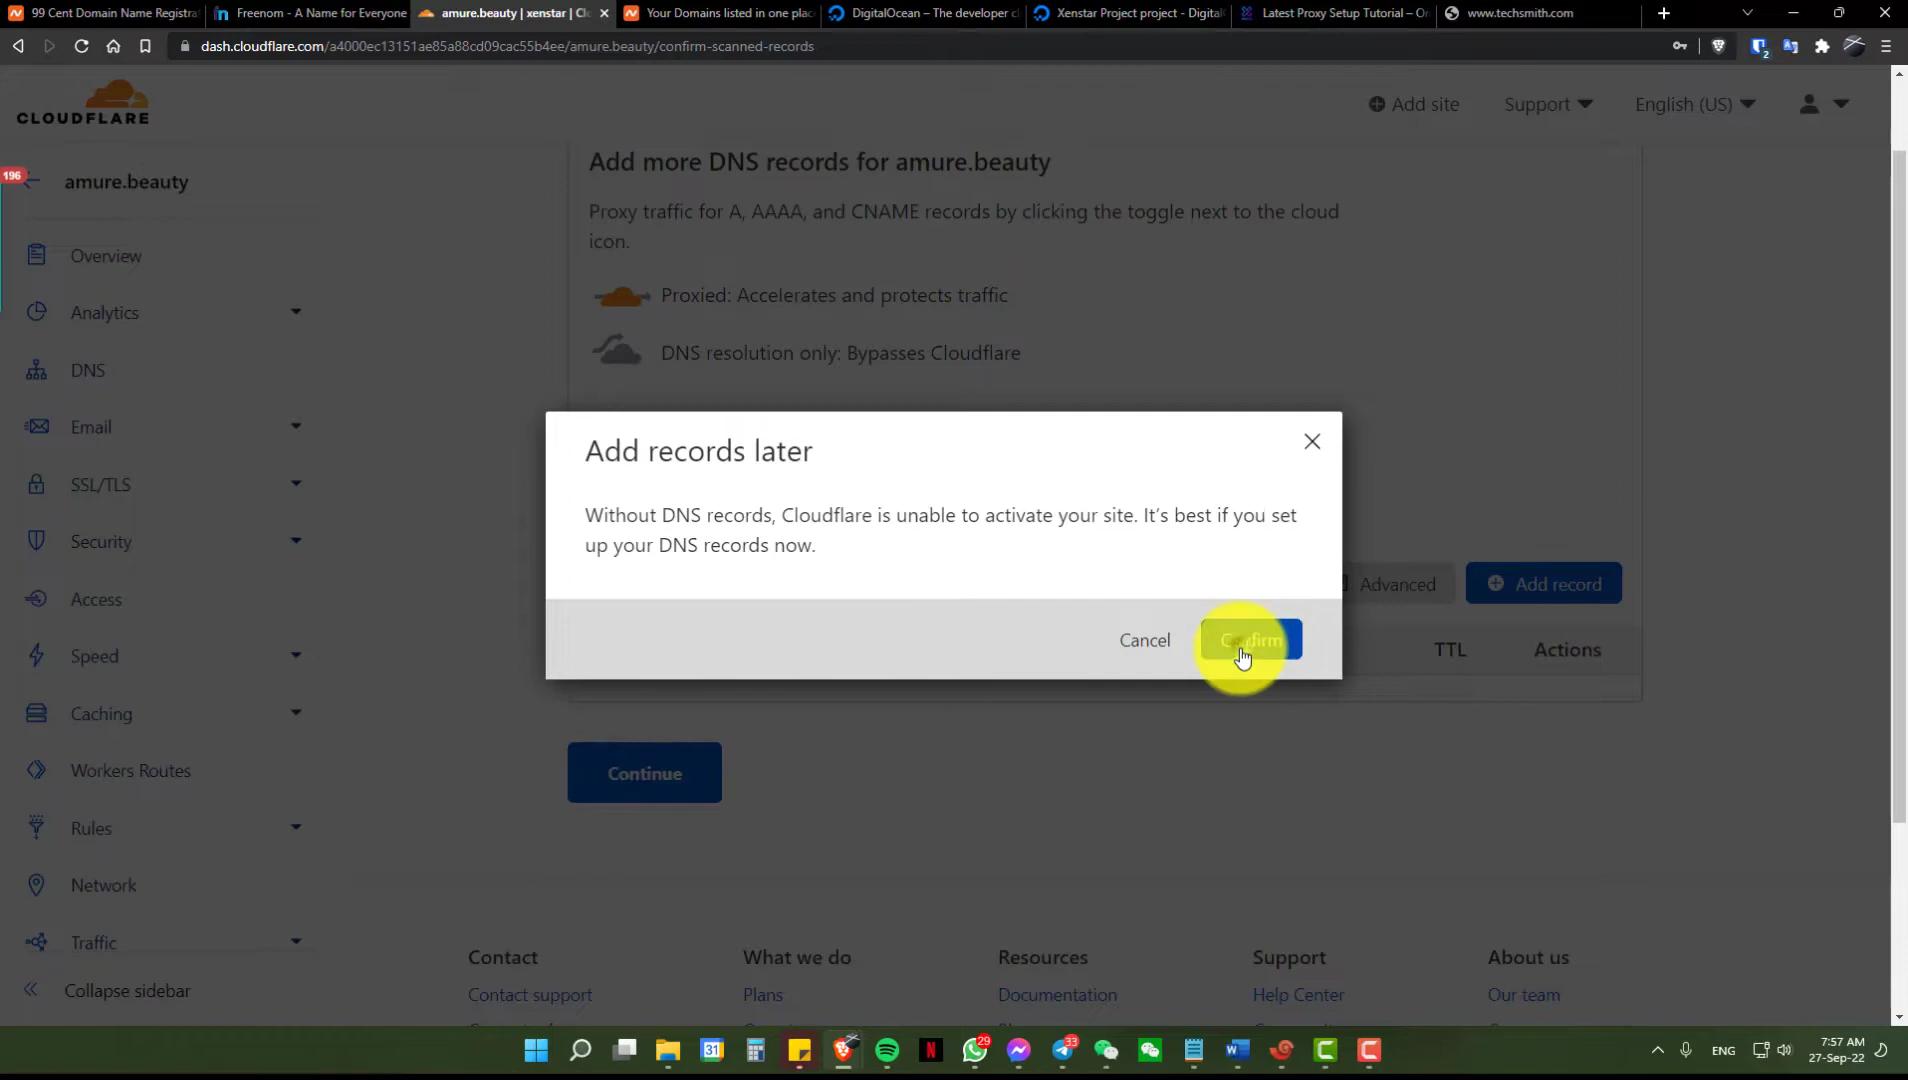 99 Cent Domain Name Registra
Freenom - A Name for Everyone
amure.beauty | xenstar | Cl
Your Domains listed in one plac
DigitalOcean – The developer c
Xenstar Project project - Digital
Latest Proxy Setup Tutorial – On
www.techsmith.com
dash.cloudflare.com/a4000ec13151ae85a88cd09cac55b4ee/amure.beauty/confirm-scanned-records
2
CLOUDFLARE
Add site
Support
English (US)
196
amure.beauty
Overview
Analytics
DNS
Email
SSL/TLS
Security
Access
Speed
Caching
Workers Routes
Rules
Network
Traffic
Collapse sidebar
Add more DNS records for amure.beauty
Proxy traffic for A, AAAA, and CNAME records by clicking the toggle next to the cloud
icon.
Proxied: Accelerates and protects traffic
DNS resolution only: Bypasses Cloudflare
Add records later
Without DNS records, Cloudflare is unable to activate your site. It's best if you set
up your DNS records now.
Cancel
Confirm
Advanced
Add record
TTL
Actions
Continue
Contact
Contact support
What we do
Plans
Resources
Documentation
Support
Help Center
About us
Our team
31
29
33
ENG
7:57 AM
27-Sep-22